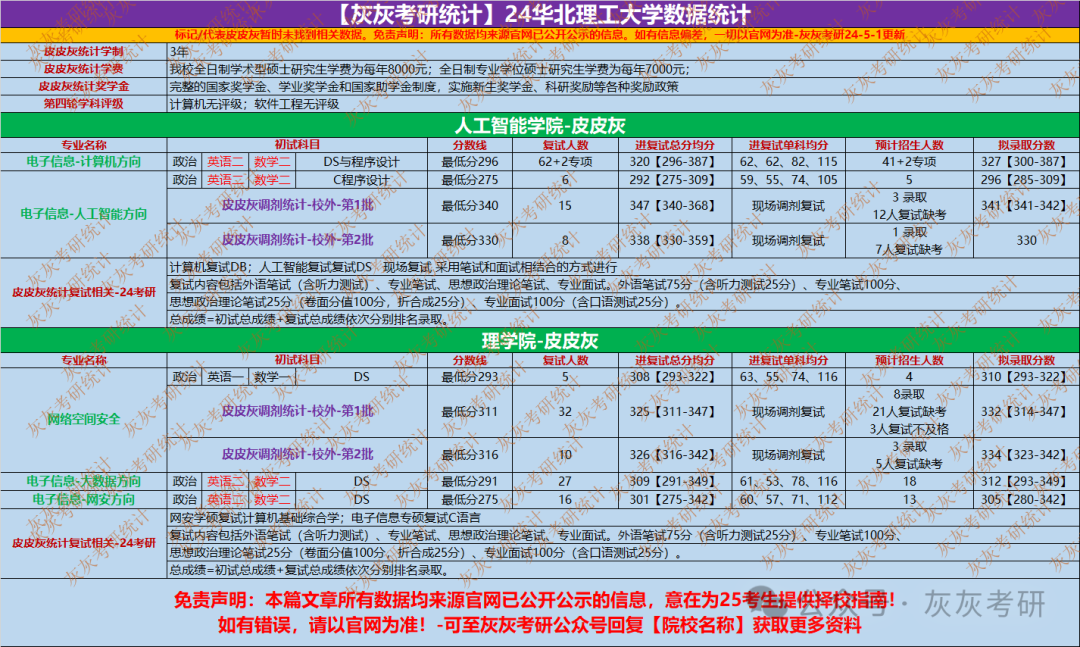 【灰灰考研统计】24华北理工大学数据统计
标记/代表皮皮灰暂时未找到相关数据。免责声明：所有数据均来源官网已公开公示的信息。如有信息偏差，一切以官网为准-灰灰考研24-5-1更新
皮皮灰统计学制 3年
皮皮灰统计学费 我校全日制学术型硕士研究生学费为每年8000元；全日制专业学位硕士研究生学费为每年7000元；
皮皮灰统计奖学金 完整的国家奖学金、学业奖学金和国家助学金制度，实施新生奖学金、科研奖励等各种奖励政策
第四轮学科评级 计算机无评级；软件工程无评级
人工智能学院-皮皮灰
专业名称 初试科目 分数线 复试人数 进复试总分均分 进复试单科均分 预计招生人数 拟录取分数
电子信息-计算机方向 政治 英语二 数学二 DS与程序设计 最低分296 62+2专项 320【296-387】 62、62、82、115 41+2专项 327【300-387】
电子信息-人工智能方向 政治 英语二 数学二 C程序设计 最低分275 6 292【275-309】 59、55、74、105 5 296【285-309】
皮皮灰调剂统计-校外-第1批 最低分340 15 347【340-368】 现场调剂复试 3 录取 341【341-342】
12人复试缺考
皮皮灰调剂统计-校外-第2批 最低分330 8 338【330-359】 现场调剂复试 1 录取 330
7人复试缺考
皮皮灰统计复试相关-24考研
计算机复试DB；人工智能复试复试DS 现场复试 采用笔试和面试相结合的方式进行
复试内容包括外语笔试（含听力测试）、专业笔试、思想政治理论笔试、专业面试。外语笔试75分（含听力测试25分）、专业笔试100分、
思想政治理论笔试25分（卷面分值100分，折合成25分）、专业面试100分（含口语测试25分）。
总成绩=初试总成绩+复试总成绩依次分别排名录取。
理学院-皮皮灰
专业名称 初试科目 分数线 复试人数 进复试总分均分 进复试单科均分 预计招生人数 拟录取分数
网络空间安全 政治 英语一 数学一 DS 最低分293 5 308【293-322】 63、55、74、116 4 310【293-322】
皮皮灰调剂统计-校外-第1批 最低分311 32 325【311-347】 现场调剂复试 8录取 332【314-347】
21人复试缺考
3人复试不及格
皮皮灰调剂统计-校外-第2批 最低分316 10 326【316-342】 现场调剂复试 3 录取 334【323-342】
5人复试缺考
电子信息-大数据方向 政治 英语二 数学二 DS 最低分291 27 309【291-349】 61、53、78、116 18 312【293-349】
电子信息-网安方向 政治 英语二 数学二 DS 最低分275 16 301【275-342】 60、57、71、112 13 305【280-342】
皮皮灰统计复试相关-24考研
网安学硕复试计算机基础综合学；电子信息专硕复试C语言
复试内容包括外语笔试（含听力测试）、专业笔试、思想政治理论笔试、专业面试。外语笔试75分（含听力测试25分）、专业笔试100分、
思想政治理论笔试25分（卷面分值100分，折合成25分）、专业面试100分（含口语测试25分）。
总成绩=初试总成绩+复试总成绩依次分别排名录取。
免责声明：本篇文章所有数据均来源官网已公开公示的信息，意在为25考生提供择校指南！
如有错误，请以官网为准！-可至灰灰考研公众号回复【院校名称】获取更多资料
公众号 · 灰灰考研